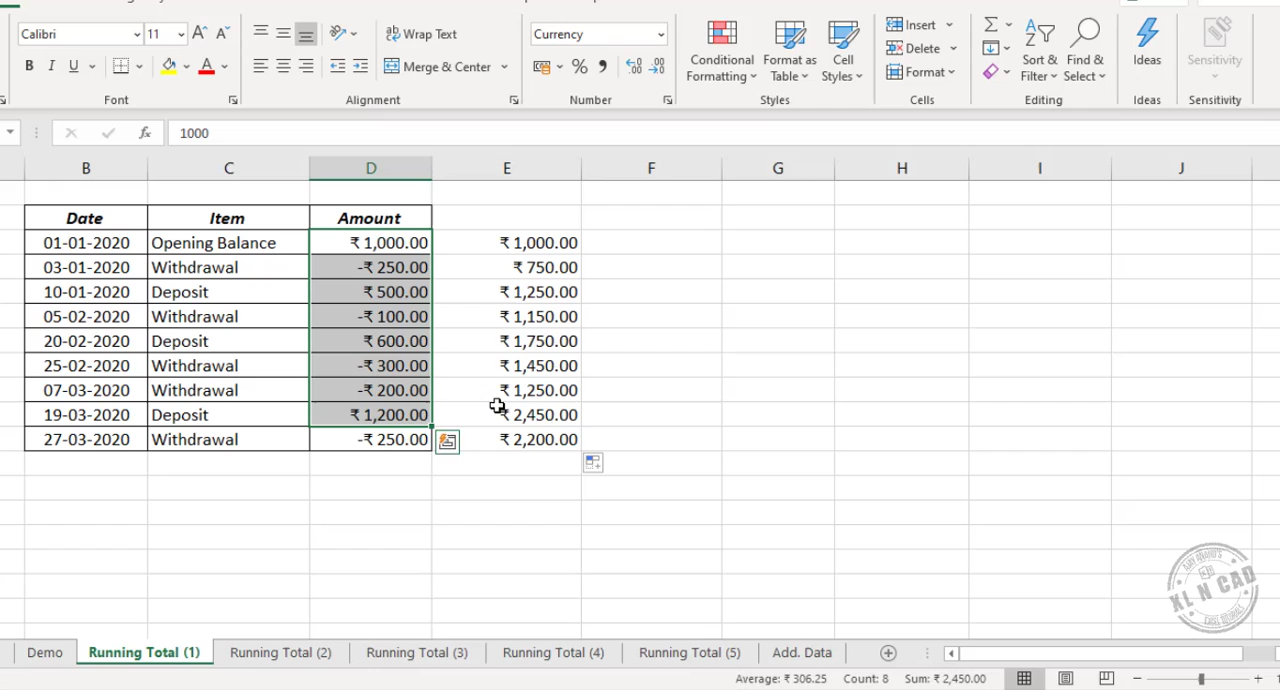 Calibri 11 Wrap Text Currency Insert
B I U Merge & Center Conditional Formatting Format as Table Cell Styles Delete Format Sort & Filter Find & Select Ideas Sensitivity
Font Alignment Number Styles Cells Editing Ideas Sensitivity
fx 1000
B C D E F G H I J
Date Item Amount
01-01-2020 Opening Balance ₹ 1,000.00 ₹ 1,000.00
03-01-2020 Withdrawal -₹ 250.00 ₹ 750.00
10-01-2020 Deposit ₹ 500.00 ₹ 1,250.00
05-02-2020 Withdrawal -₹ 100.00 ₹ 1,150.00
20-02-2020 Deposit ₹ 600.00 ₹ 1,750.00
25-02-2020 Withdrawal -₹ 300.00 ₹ 1,450.00
07-03-2020 Withdrawal -₹ 200.00 ₹ 1,250.00
19-03-2020 Deposit ₹ 1,200.00 ₹ 2,450.00
27-03-2020 Withdrawal -₹ 250.00 ₹ 2,200.00
XL N CAD
Demo Running Total (1) Running Total (2) Running Total (3) Running Total (4) Running Total (5) Add. Data
Average: ₹ 306.25 Count: 8 Sum: ₹ 2,450.00